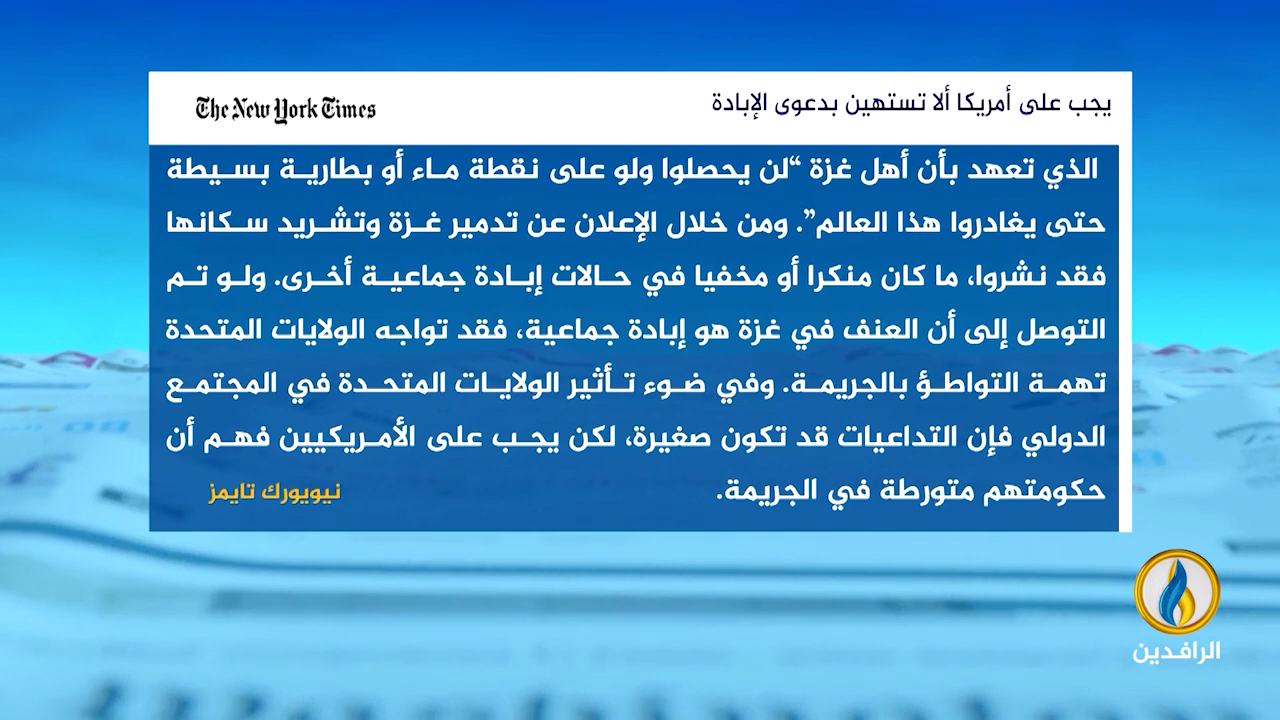 يجب على أمريكا ألا تستهين بدعوى الإبادة
The New York Times
الذي تعهد بأن أهل غزة “لن يحصلوا ولو على نقطة ماء أو بطارية بسيطة
حتى يغادروا هذا العالم”. ومن خلال الإعلان عن تدمير غزة وتشريد سكانها
فقد نشروا، ما كان منكرا أو مخفيا في حالات إبادة جماعية أخرى. ولو تم
التوصل إلى أن العنف في غزة هو إبادة جماعية، فقد تواجه الولايات المتحدة
تهمة التواطؤ بالجريمة. وفي ضوء تأثير الولايات المتحدة في المجتمع
الدولي فإن التداعيات قد تكون صغيرة، لكن يجب على الأمريكيين فهم أن
حكومتهم متورطة في الجريمة.
نيويورك تايمز
الرافدين